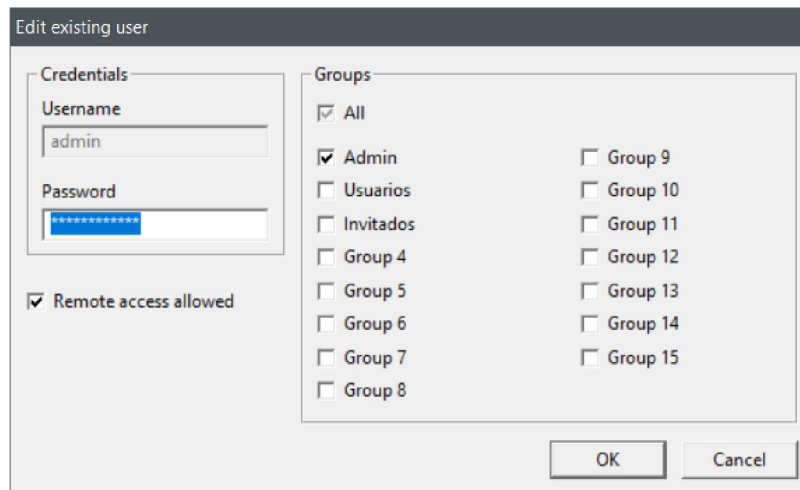 Edit existing user
Credentials
Username
admin
Password
************
Remote access allowed
Groups
All
Admin
Usuarios
Invitados
Group 4
Group 5
Group 6
Group 7
Group 8
Group 9
Group 10
Group 11
Group 12
Group 13
Group 14
Group 15
OK
Cancel